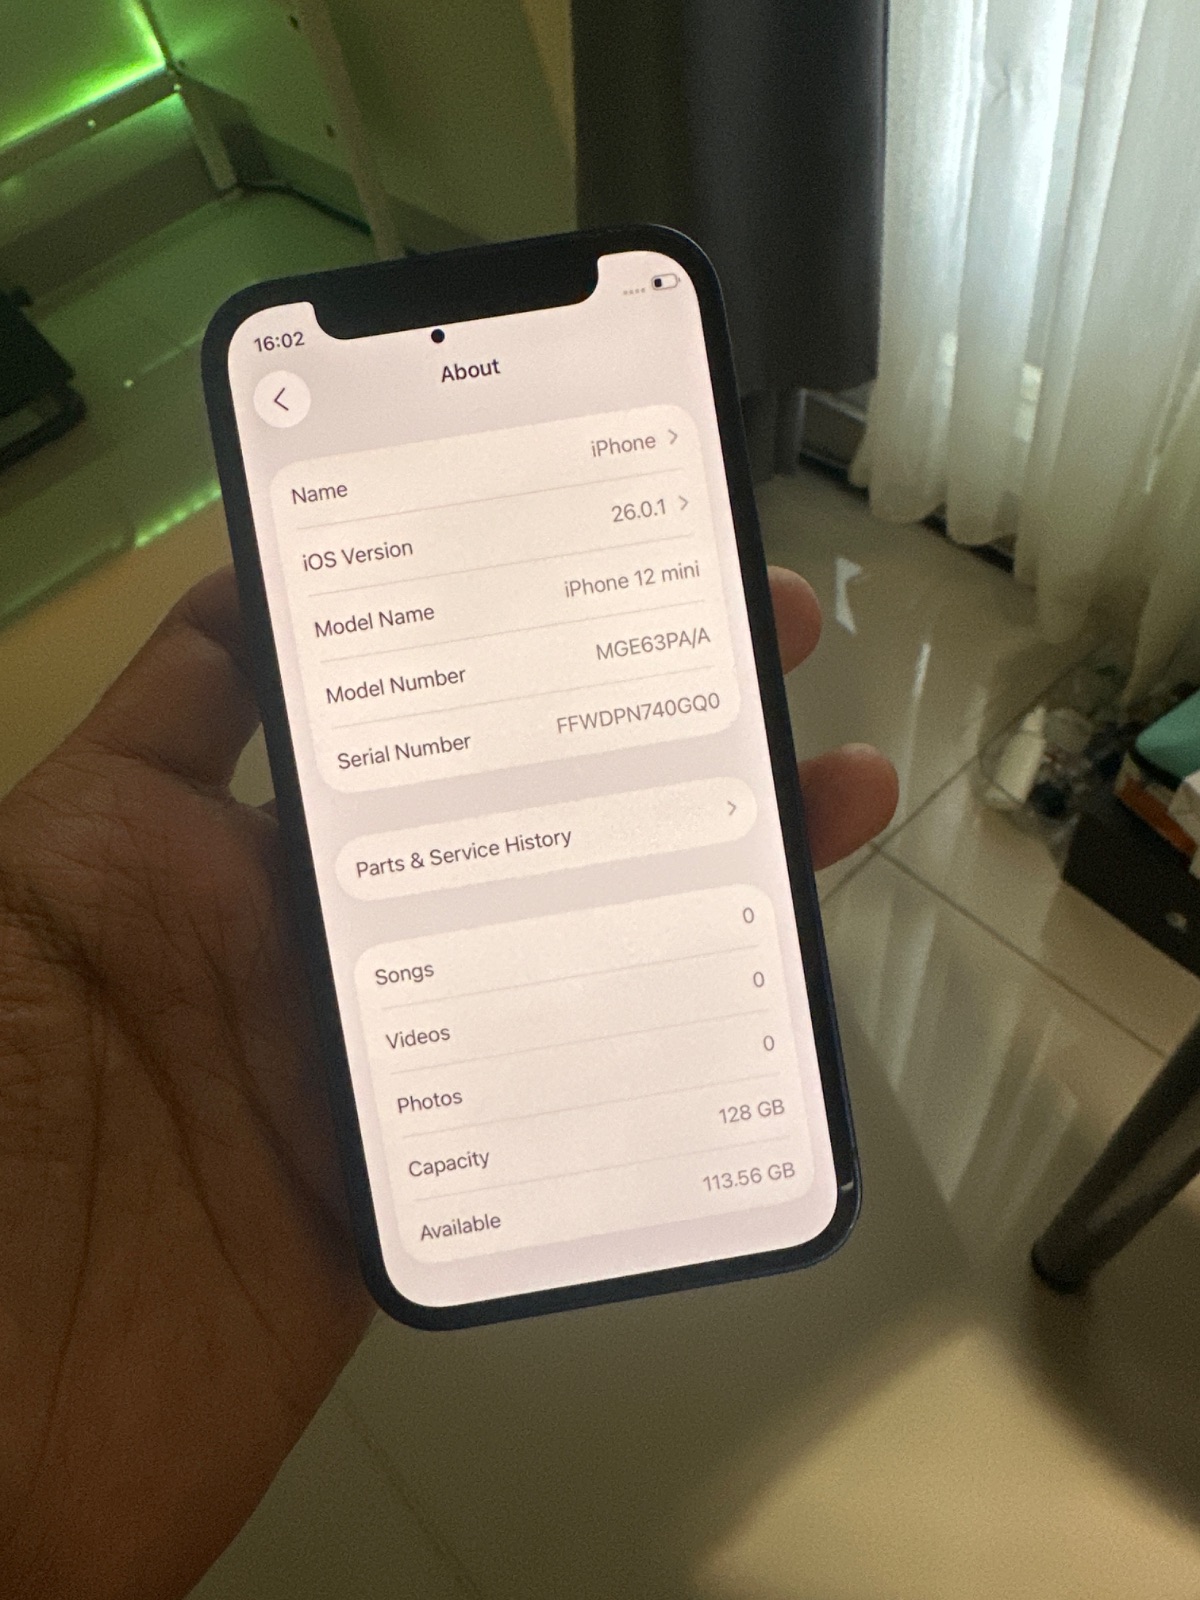 16:02
About
Name iPhone
iOS Version 26.0.1
Model Name iPhone 12 mini
Model Number MGE63PA/A
Serial Number FFWDPN740GQ0
Parts & Service History
Songs 0
Videos 0
Photos 0
Capacity 128 GB
Available 113.56 GB